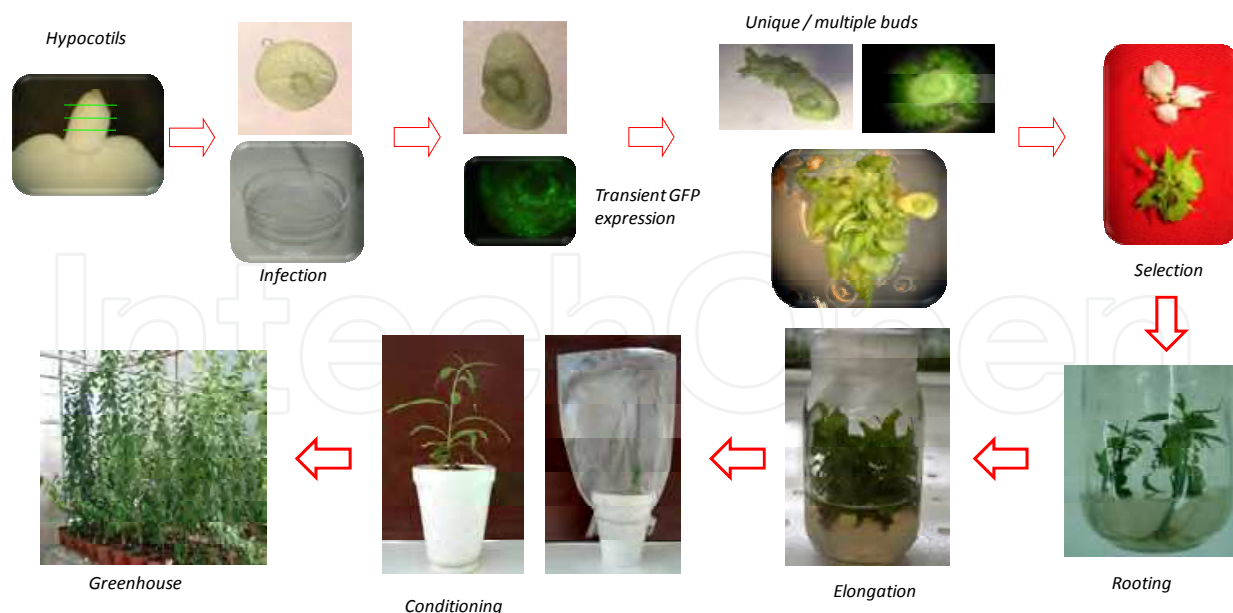 Hypocotils
Unique / multiple buds
Transient GFP
expression
Infection
Selection
IntechOpen
Greenhouse
Conditioning
Elongation
Rooting